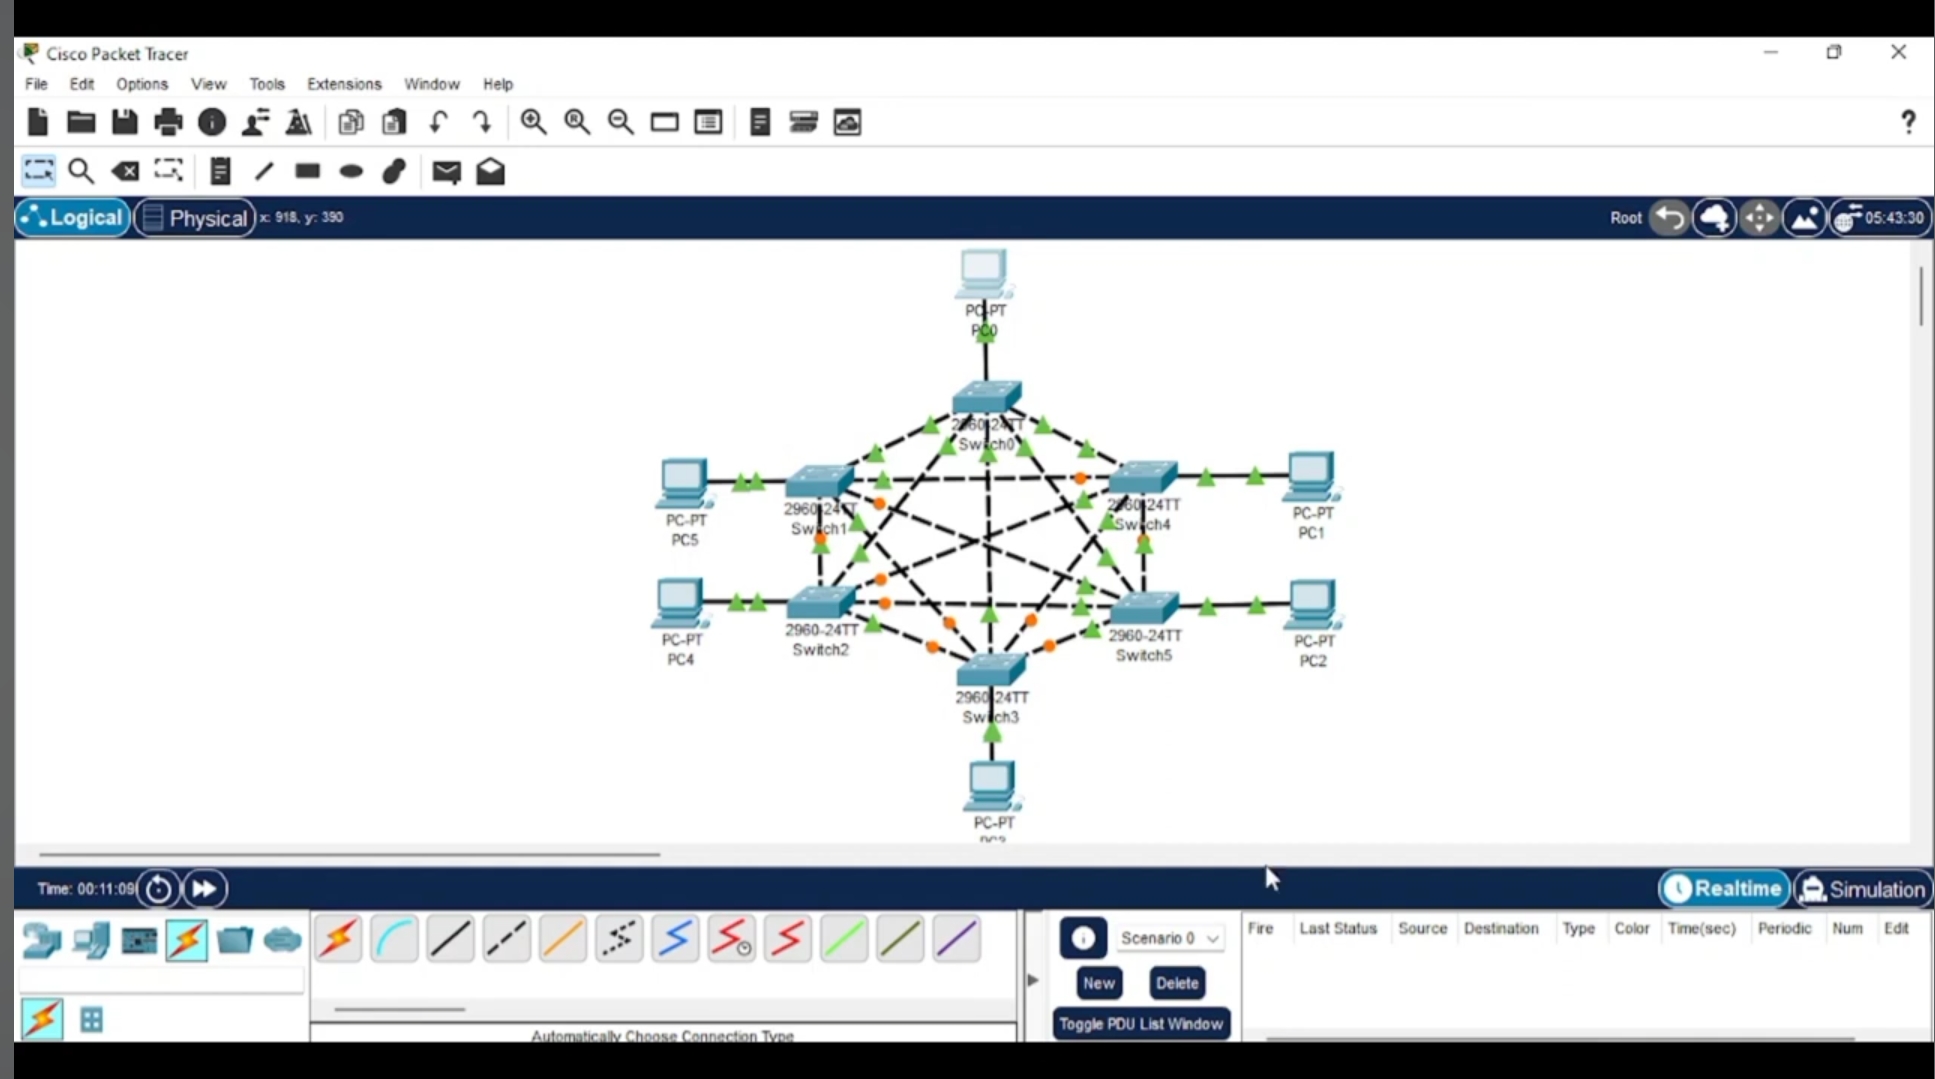 Cisco Packet Tracer
File Edit Options View Tools Extensions Window Help
?
Logical Physical x: 918, y: 390 Root 05:43:30
PC-PT
PC0
2960-24TT
Switch0
2960-24TT
Switch1
2960-24TT
Switch4
PC-PT
PC5
PC-PT
PC1
PC-PT
PC4
2960-24TT
Switch2
2960-24TT
Switch5
PC-PT
PC2
2960-24TT
Switch3
PC-PT
Time: 00:11:09 Realtime Simulation
Scenario 0
Fire Last Status Source Destination Type Color Time(sec) Periodic Num Edit
New Delete
Toggle PDU List Window
Automatically Choose Connection Type